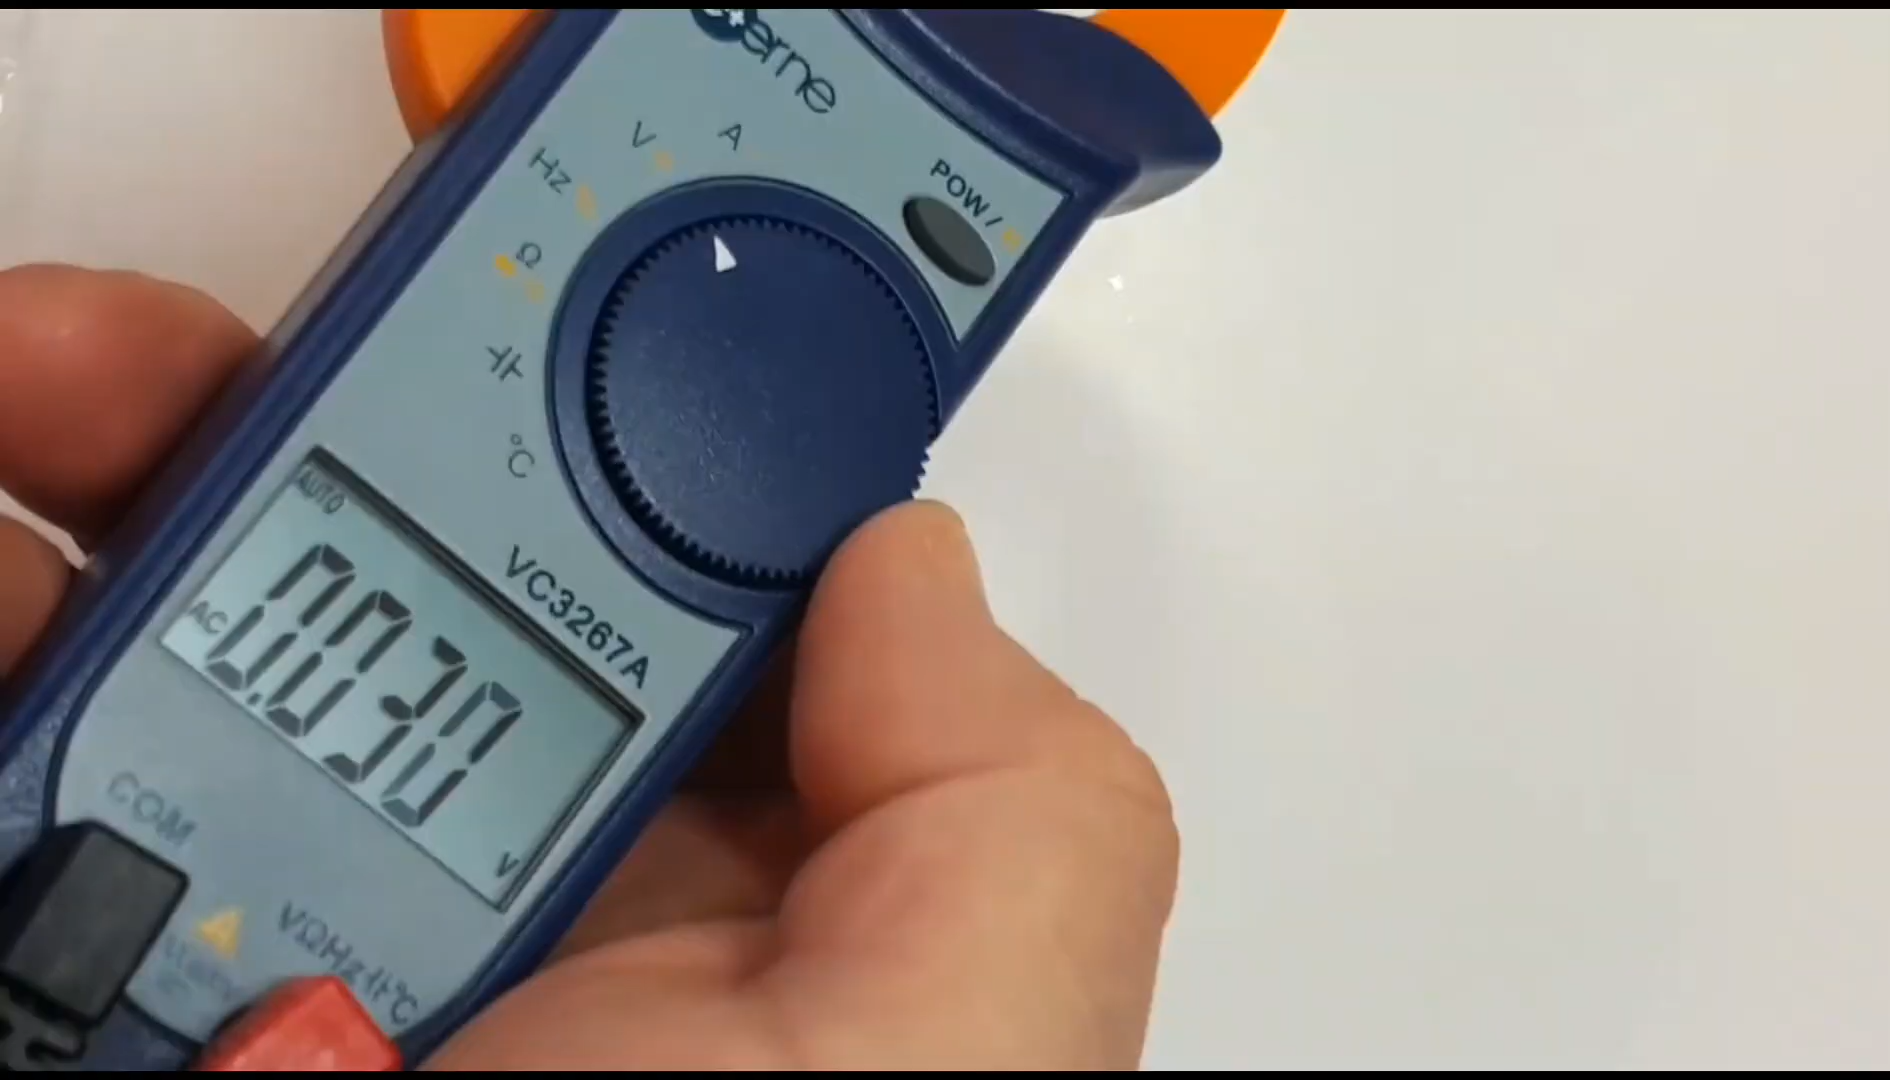 erne
A
V
Hz
Ω
°C
POW/
VC3267A
AUTO
AC
0.030
V
COM
VΩHz⊣⊢°C